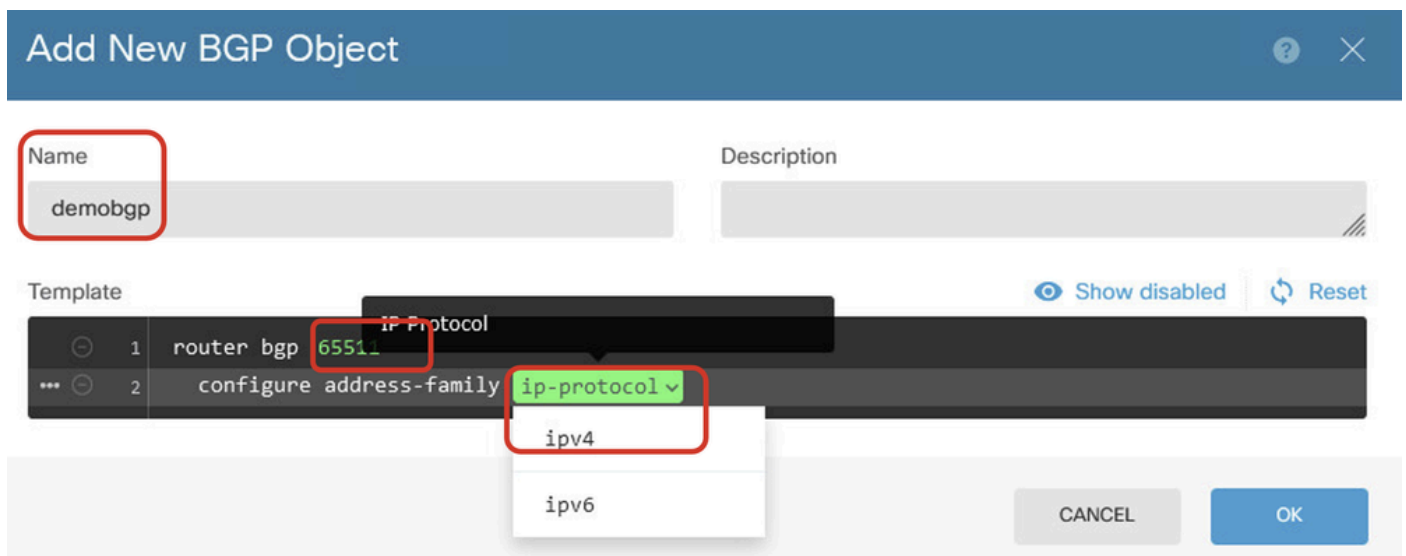 Add New BGP Object
Name
Description
demobgp
Template
Show disabled
Reset
IP Protocol
1 router bgp 65511
2 configure address-family ip-protocol
ipv4
ipv6
CANCEL
OK